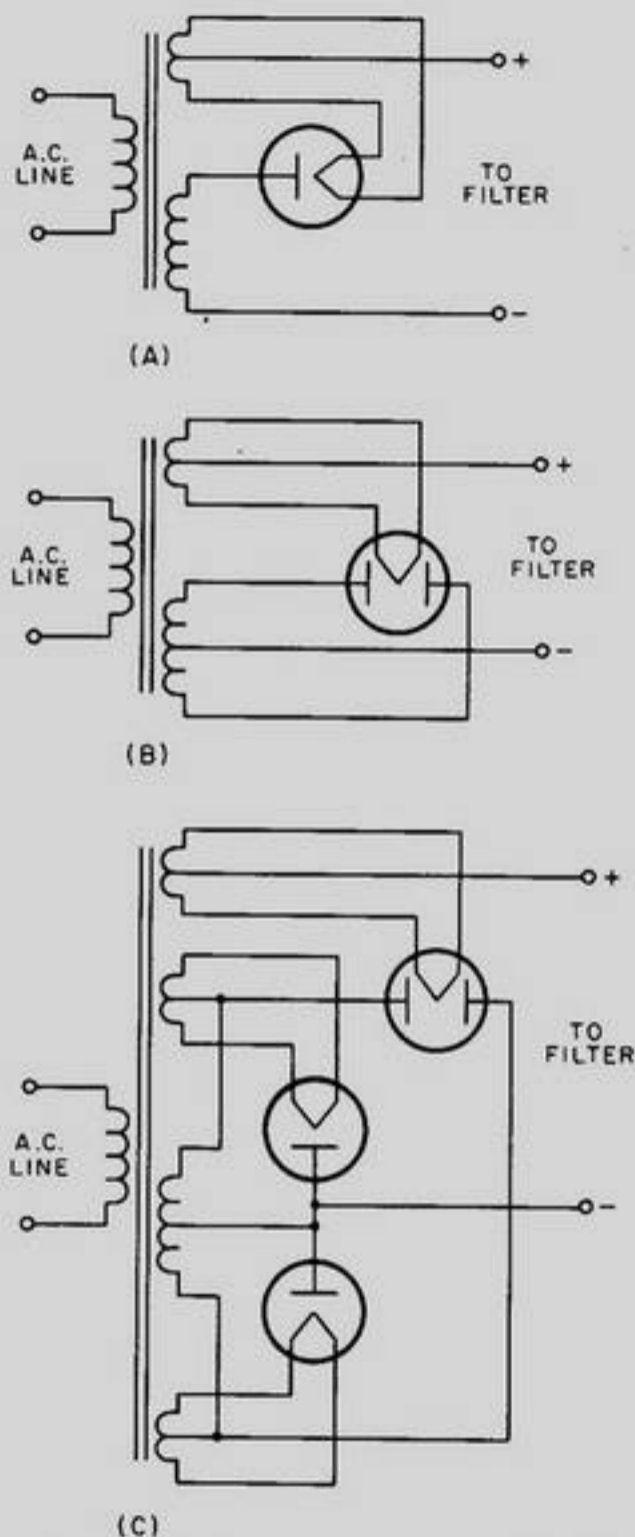 +
A.C.
LINE
TO
FILTER
-
(A)
+
A.C.
LINE
TO
FILTER
-
(B)
+
TO
FILTER
A.C.
LINE
-
(C)